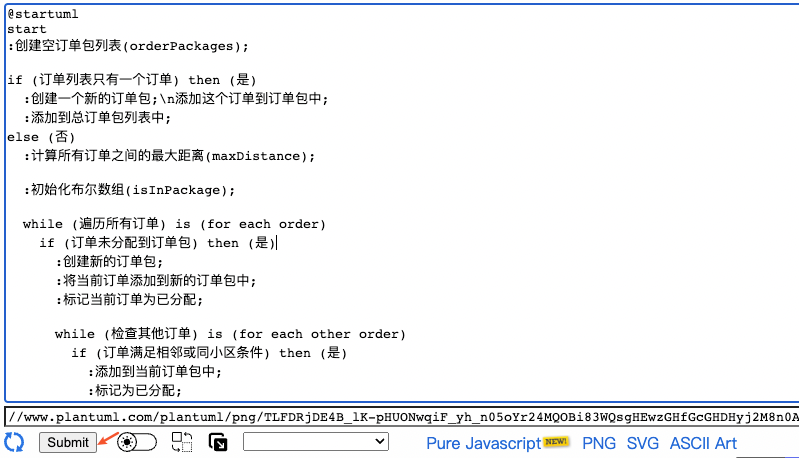 @startuml
start
:创建空订单包列表(orderPackages);
if (订单列表只有一个订单) then (是)
:创建一个新的订单包;\n添加这个订单到订单包中;
:添加到总订单包列表中;
else (否)
:计算所有订单之间的最大距离(maxDistance);
:初始化布尔数组(isInPackage);
while (遍历所有订单) is (for each order)
if (订单未分配到订单包) then (是)
:创建新的订单包;
:将当前订单添加到新的订单包中;
:标记当前订单为已分配;
while (检查其他订单) is (for each other order)
if (订单满足相邻或同小区条件) then (是)
:添加到当前订单包中;
:标记为已分配;
//www.plantuml.com/plantuml/png/TLFDRjDE4B_lK-pHUONwqiF_yh_n05oYr24MQOBi83WQsgHEwzGHfGcGHDHyj2M8n0A
Submit
Pure Javascript NEW! PNG SVG ASCII Art